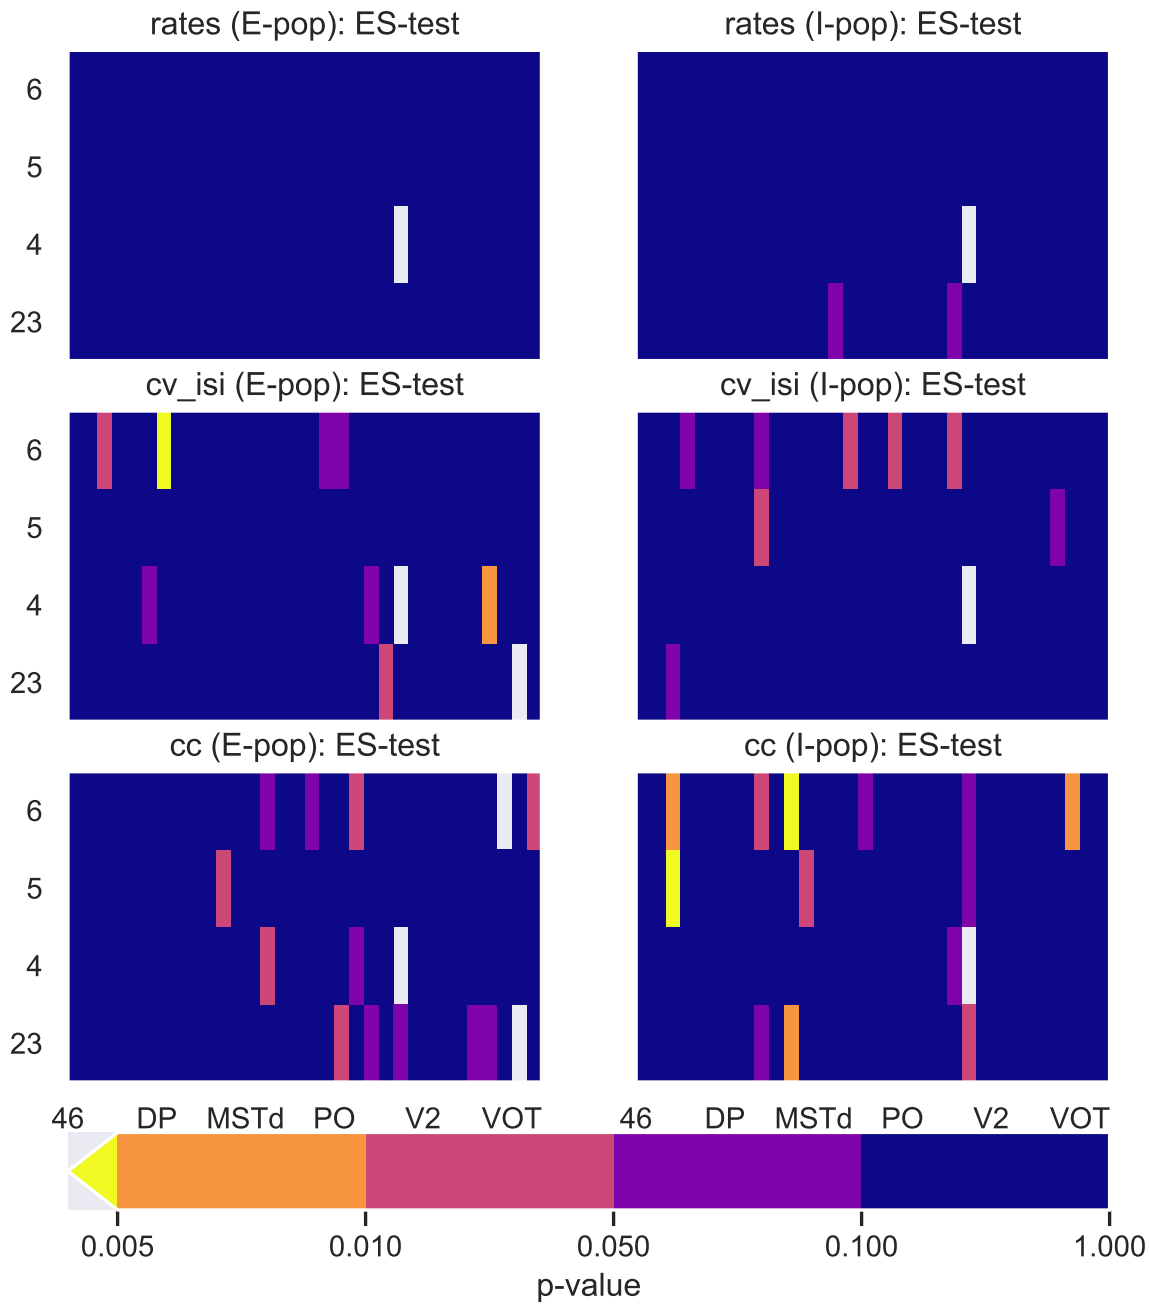 rates (E-pop): ES-test
rates (I-pop): ES-test
6
5
4
23
cv_isi (E-pop): ES-test
cv_isi (I-pop): ES-test
6
5
4
23
cc (E-pop): ES-test
cc (I-pop): ES-test
6
5
4
23
46 DP MSTd PO V2 VOT
46 DP MSTd PO V2 VOT
0.005 0.010 0.050 0.100 1.000
p-value